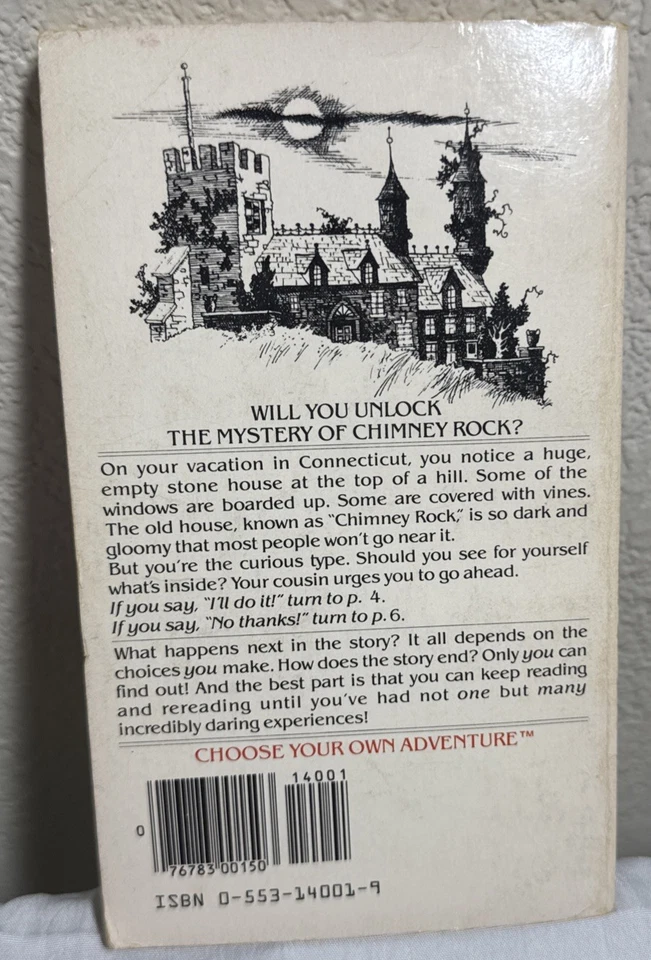 WILL YOU UNLOCK
THE MYSTERY OF CHIMNEY ROCK?
On your vacation in Connecticut, you notice a huge,
empty stone house at the top of a hill. Some of the
windows are boarded up. Some are covered with vines.
The old house, known as "Chimney Rock," is so dark and
gloomy that most people won't go near it.
But you're the curious type. Should you see for yourself
what's inside? Your cousin urges you to go ahead.
If you say, "I'll do it!" turn to p. 4.
If you say, "No thanks!" turn to p. 6.
What happens next in the story? It all depends on the
choices you make. How does the story end? Only you can
find out! And the best part is that you can keep reading
and rereading until you've had not one but many
incredibly daring experiences!
CHOOSE YOUR OWN ADVENTURE™
14001
0
76783 00150
ISBN 0-553-14001-9